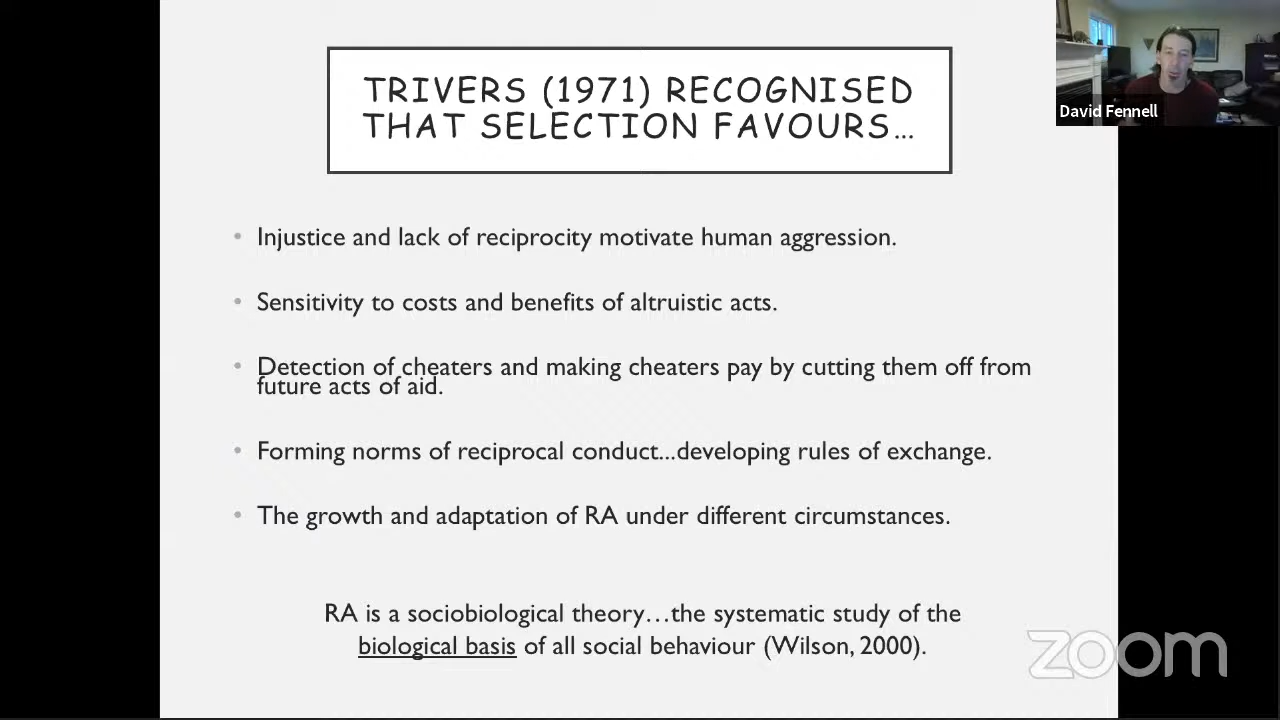 TRIVERS (1971) RECOGNISED
THAT SELECTION FAVOURS...
David Fennell
• Injustice and lack of reciprocity motivate human aggression.
• Sensitivity to costs and benefits of altruistic acts.
• Detection of cheaters and making cheaters pay by cutting them off from
future acts of aid.
• Forming norms of reciprocal conduct...developing rules of exchange.
• The growth and adaptation of RA under different circumstances.
RA is a sociobiological theory…the systematic study of the
biological basis of all social behaviour (Wilson, 2000).
zoom